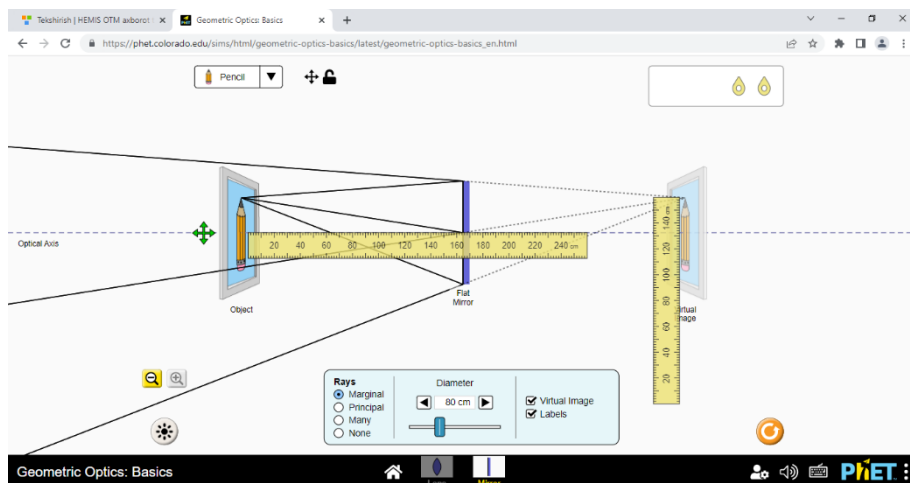 Tekshirish | HEMIS OTM axborot
Geometric Optics: Basics
https://phet.colorado.edu/sims/html/geometric-optics-basics/latest/geometric-optics-basics_en.html
Pencil
Optical Axis
20 40 60 80 100 120 140 160 180 200 220 240 cm
140 cm
120
100
80
60
40
20
Object
Flat
Mirror
Rays
Marginal
Principal
Many
None
Diameter
80 cm
Virtual Image
Labels
Geometric Optics: Basics
Lens
Mirror
PhET